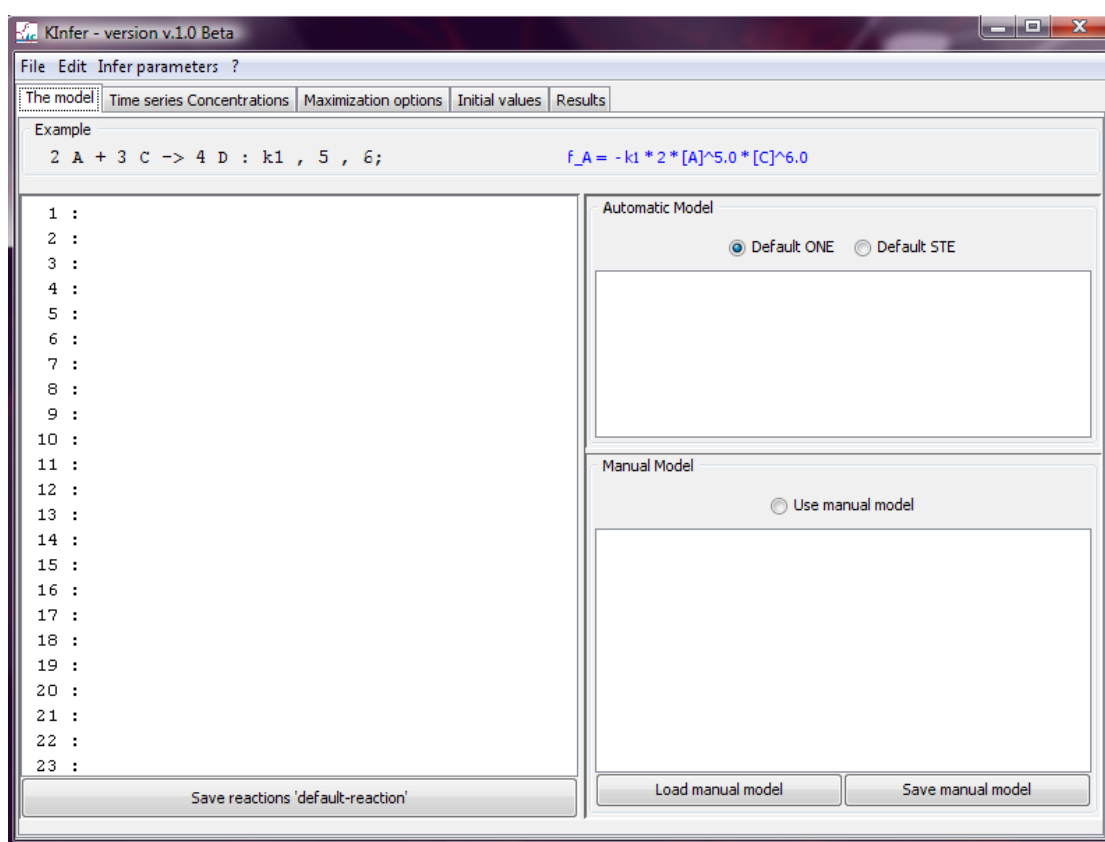 KInfer - version v.1.0 Beta
File Edit Infer parameters ?
The model Time series Concentrations Maximization options Initial values Results
Example
2 A + 3 C -> 4 D : k1 , 5 , 6;
f_A = - k1 * 2 * [A]^5.0 * [C]^6.0
1 :
2 :
3 :
4 :
5 :
6 :
7 :
8 :
9 :
10 :
11 :
12 :
13 :
14 :
15 :
16 :
17 :
18 :
19 :
20 :
21 :
22 :
23 :
Save reactions 'default-reaction'
Automatic Model
Default ONE Default STE
Manual Model
Use manual model
Load manual model Save manual model